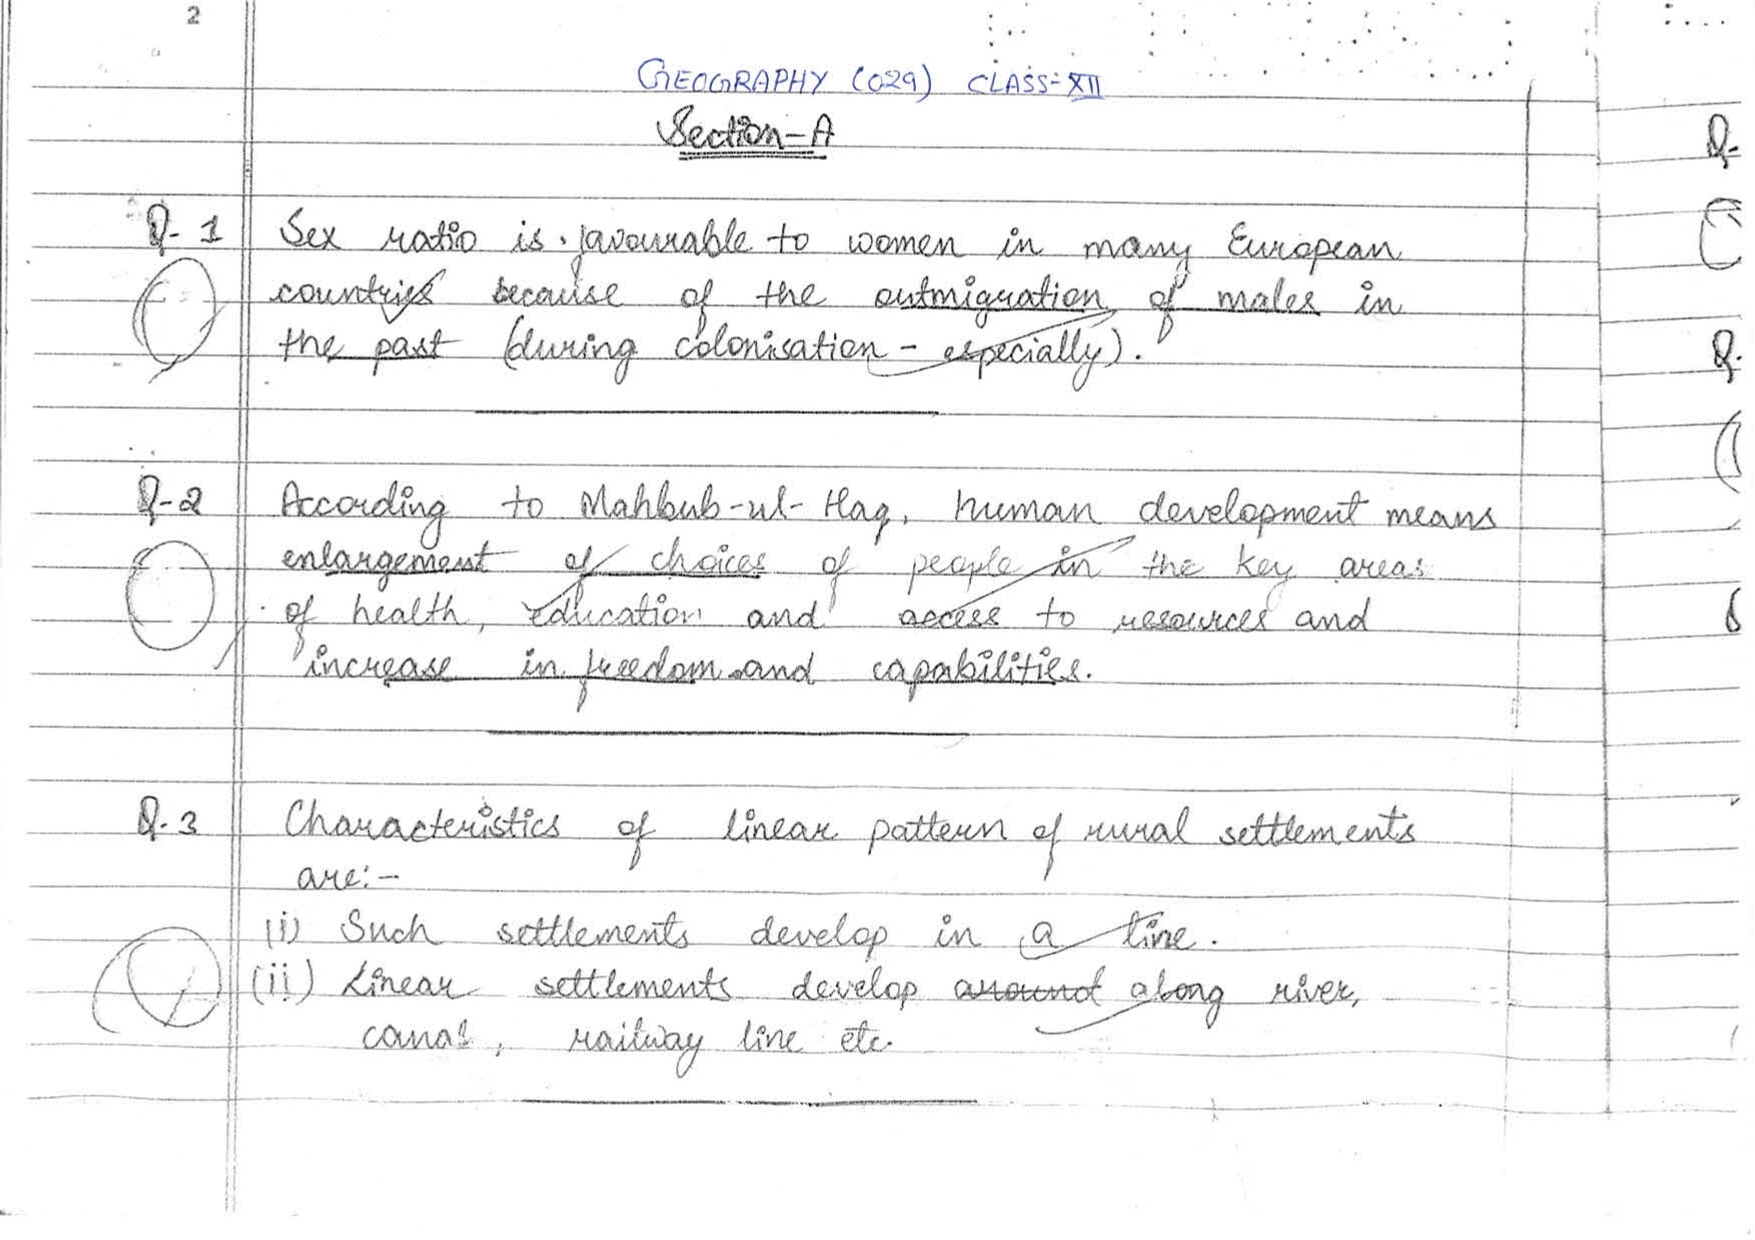 2
GEOGRAPHY (029) CLASS-XII
Section-A
Q-1 Sex ratio is favourable to women in many European
countries because of the outmigration of males in
the past (during colonisation - especially).
Q-2 According to Mahbub-ul-Haq, human development means
enlargement of choices of people in the key areas
of health, education and access to resources and
increase in freedom and capabilities.
Q.3 Characteristics of linear pattern of rural settlements
are:-
(i) Such settlements develop in a line.
(ii) Linear settlements develop around along river,
canal, railway line etc.